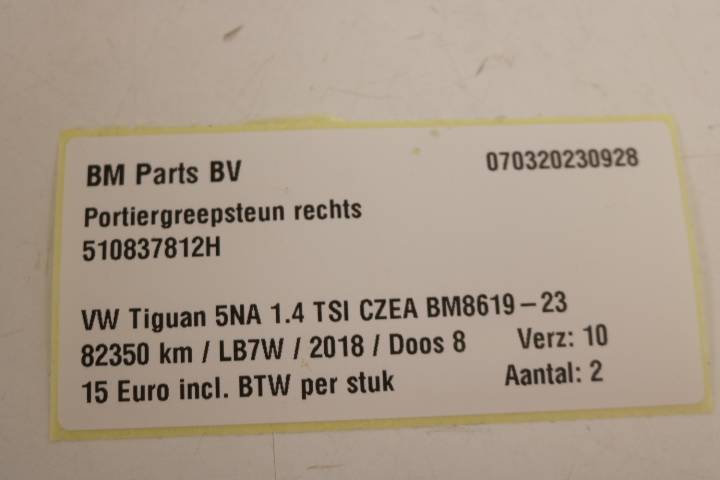 BM Parts BV 070320230928
Portiergreepsteun rechts
510837812H
VW Tiguan 5NA 1.4 TSI CZEA BM8619-23
82350 km / LB7W / 2018 / Doos 8 Verz: 10
15 Euro incl. BTW per stuk Aantal: 2